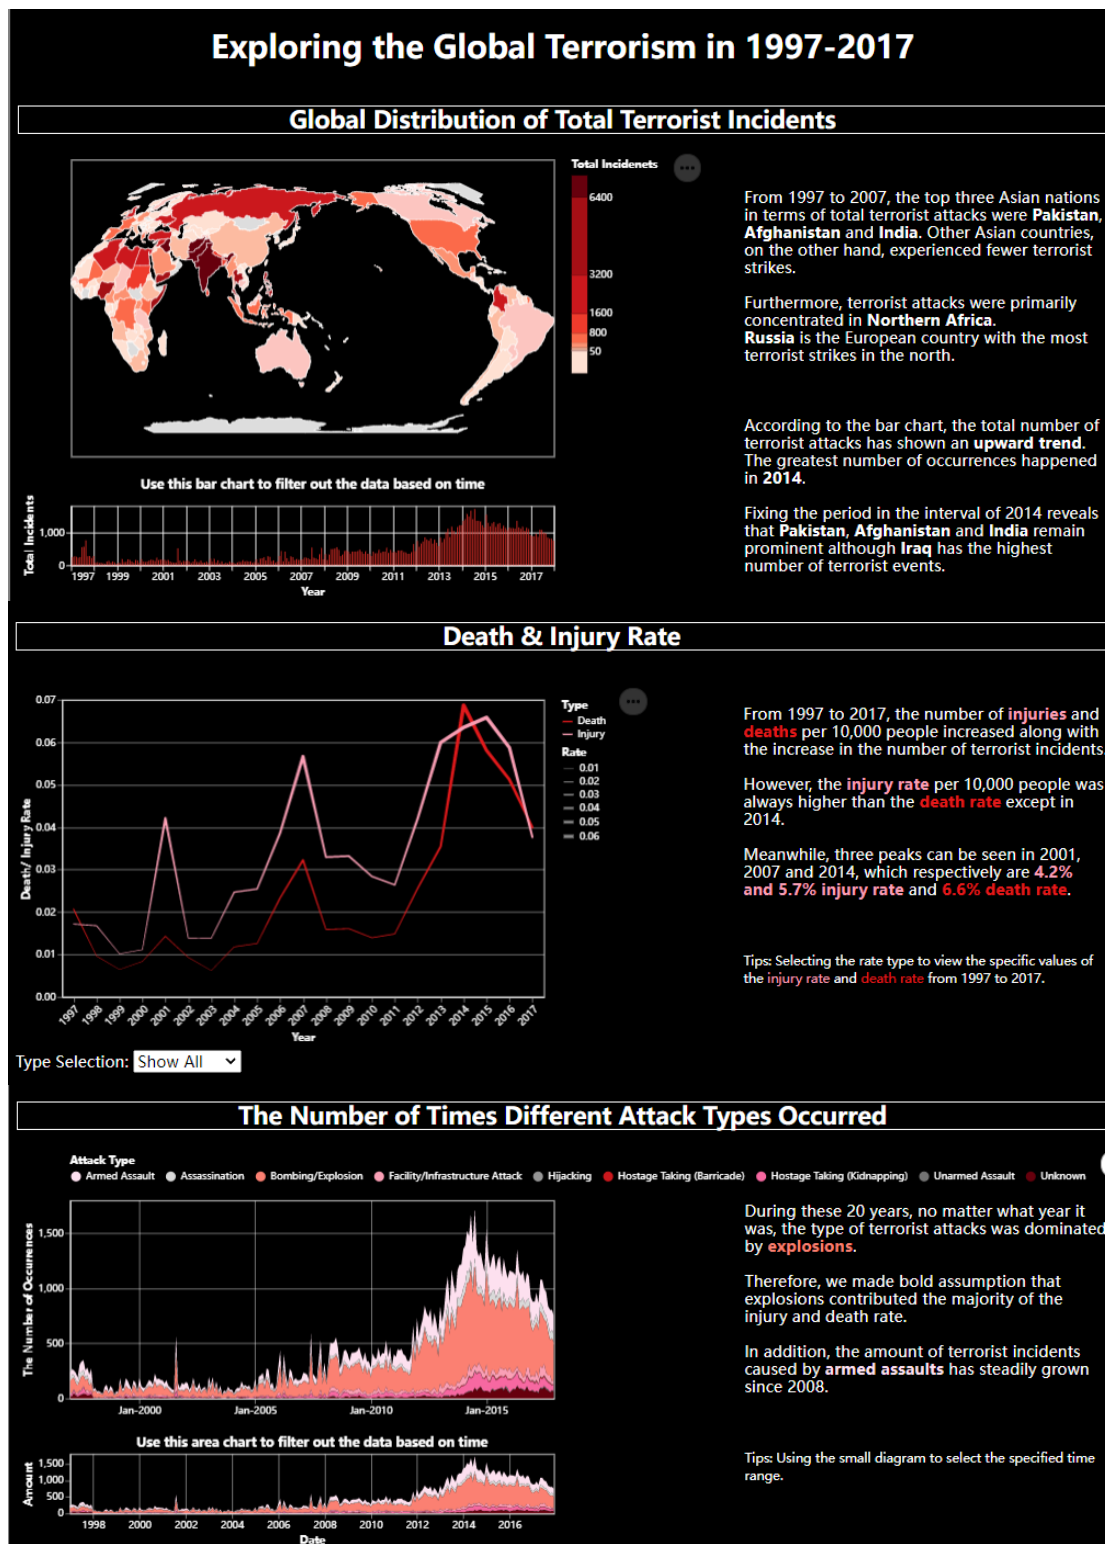 Exploring the Global Terrorism in 1997-2017
Global Distribution of Total Terrorist Incidents
Total Incidenets
6400
3200
1600
800
50
From 1997 to 2007, the top three Asian nations
in terms of total terrorist attacks were Pakistan,
Afghanistan and India. Other Asian countries,
on the other hand, experienced fewer terrorist
strikes.
Furthermore, terrorist attacks were primarily
concentrated in Northern Africa.
Russia is the European country with the most
terrorist strikes in the north.
According to the bar chart, the total number of
terrorist attacks has shown an upward trend.
The greatest number of occurrences happened
in 2014.
Fixing the period in the interval of 2014 reveals
that Pakistan, Afghanistan and India remain
prominent although Iraq has the highest
number of terrorist events.
Use this bar chart to filter out the data based on time
Total Incidents
1,000
0
1997 1999 2001 2003 2005 2007 2009 2011 2013 2015 2017
Year
Death & Injury Rate
Death/ Injury Rate
0.07
0.06
0.05
0.04
0.03
0.02
0.01
0.00
1997 1998 1999 2000 2001 2002 2003 2004 2005 2006 2007 2008 2009 2010 2011 2012 2013 2014 2015 2016 2017
Year
Type
Death
Injury
Rate
0.01
0.02
0.03
0.04
0.05
0.06
From 1997 to 2017, the number of injuries and
deaths per 10,000 people increased along with
the increase in the number of terrorist incidents.
However, the injury rate per 10,000 people was
always higher than the death rate except in
2014.
Meanwhile, three peaks can be seen in 2001,
2007 and 2014, which respectively are 4.2%
and 5.7% injury rate and 6.6% death rate.
Tips: Selecting the rate type to view the specific values of
the injury rate and death rate from 1997 to 2017.
Type Selection: Show All
The Number of Times Different Attack Types Occurred
Attack Type
Armed Assault Assassination Bombing/Explosion Facility/Infrastructure Attack Hijacking Hostage Taking (Barricade) Hostage Taking (Kidnapping) Unarmed Assault Unknown
The Number of Occurrences
1,500
1,000
500
0
Jan-2000 Jan-2005 Jan-2010 Jan-2015
During these 20 years, no matter what year it
was, the type of terrorist attacks was dominated
by explosions.
Therefore, we made bold assumption that
explosions contributed the majority of the
injury and death rate.
In addition, the amount of terrorist incidents
caused by armed assaults has steadily grown
since 2008.
Use this area chart to filter out the data based on time
Amount
1,500
1,000
500
0
1998 2000 2002 2004 2006 2008 2010 2012 2014 2016
Date
Tips: Using the small diagram to select the specified time
range.